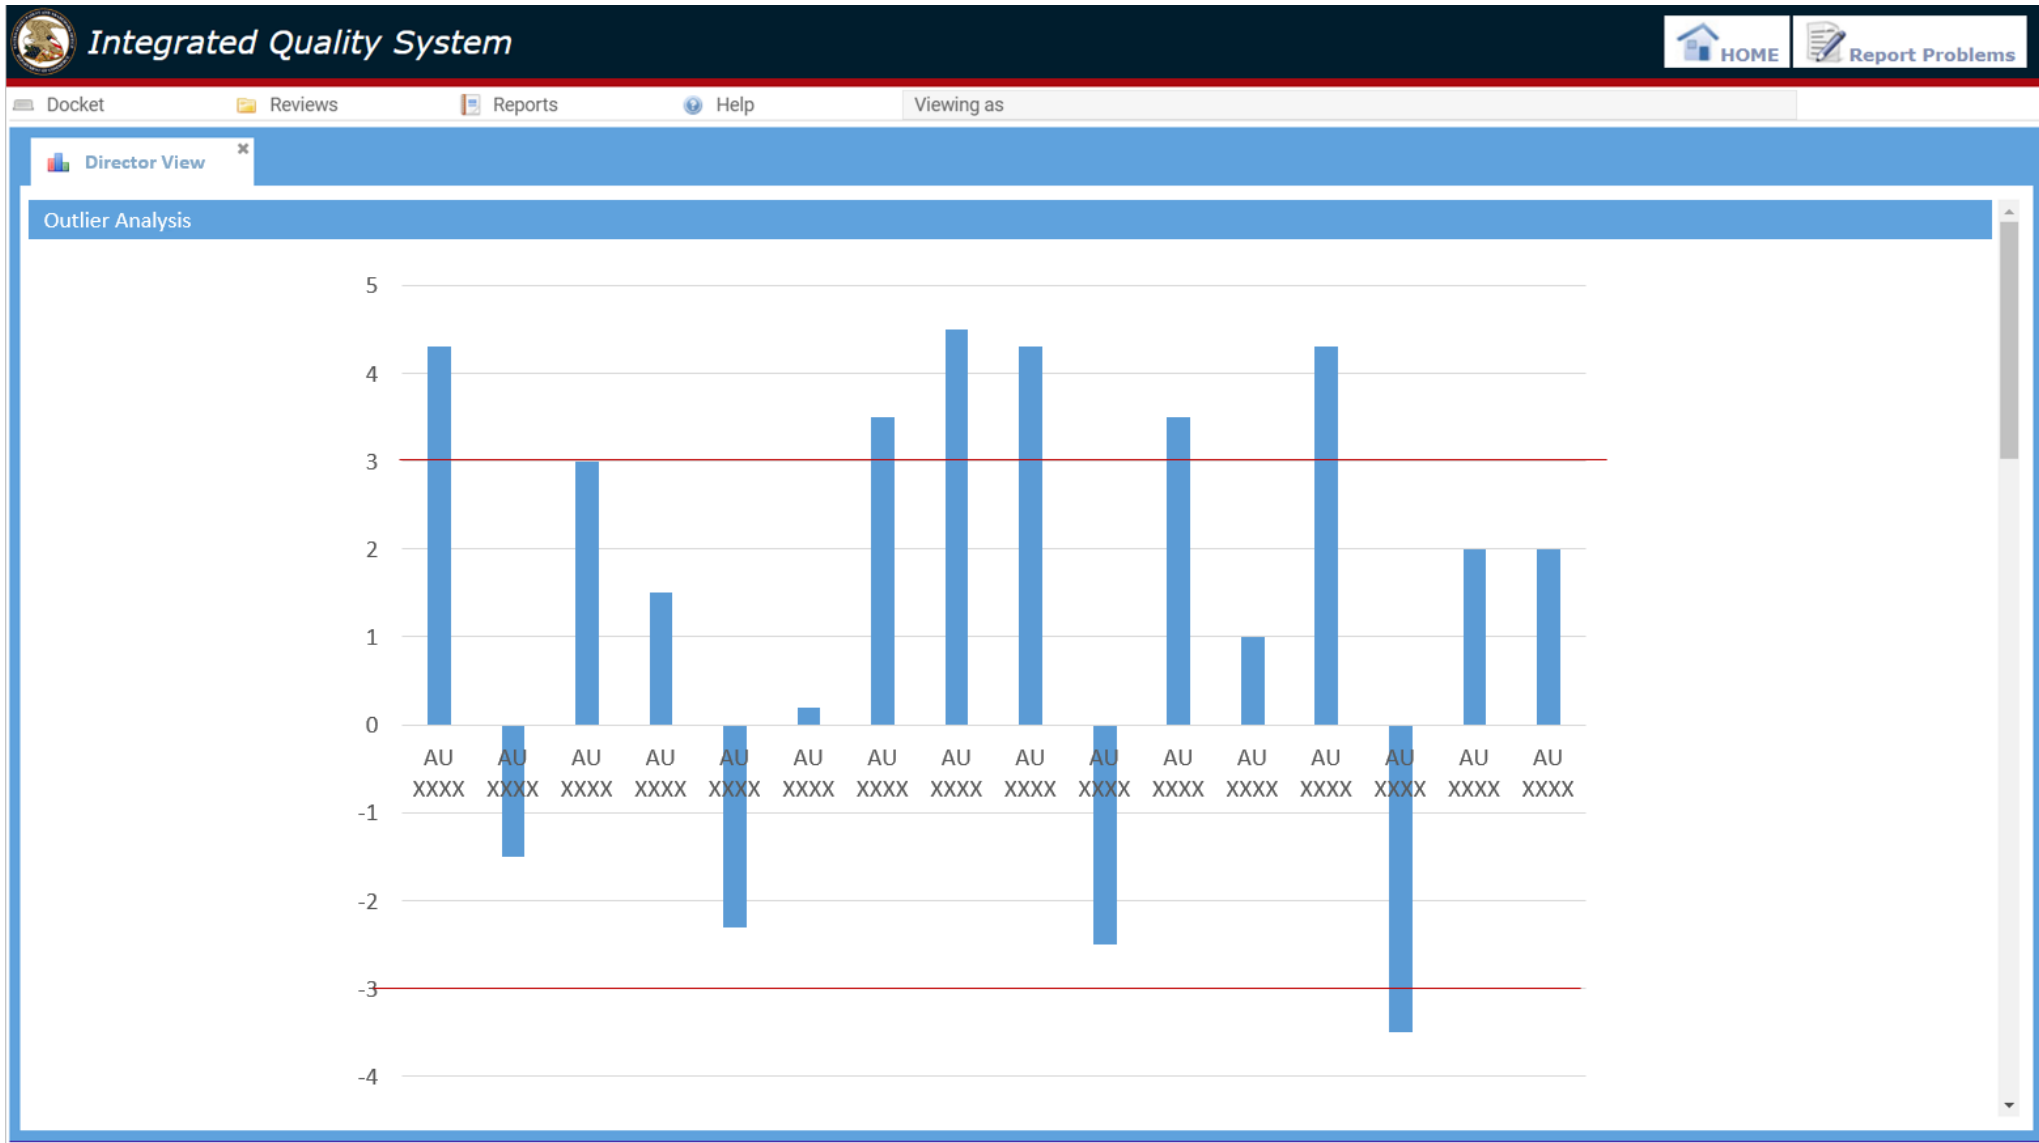 Integrated Quality System
HOME
Report Problems
Docket
Reviews
Reports
Help
Viewing as
Director View
Outlier Analysis
5
4
3
2
1
0
-1
-2
-3
-4
AU AU AU AU AU AU AU AU AU AU AU AU AU AU AU AU
XXXX XXXX XXXX XXXX XXXX XXXX XXXX XXXX XXXX XXXX XXXX XXXX XXXX XXXX XXXX XXXX